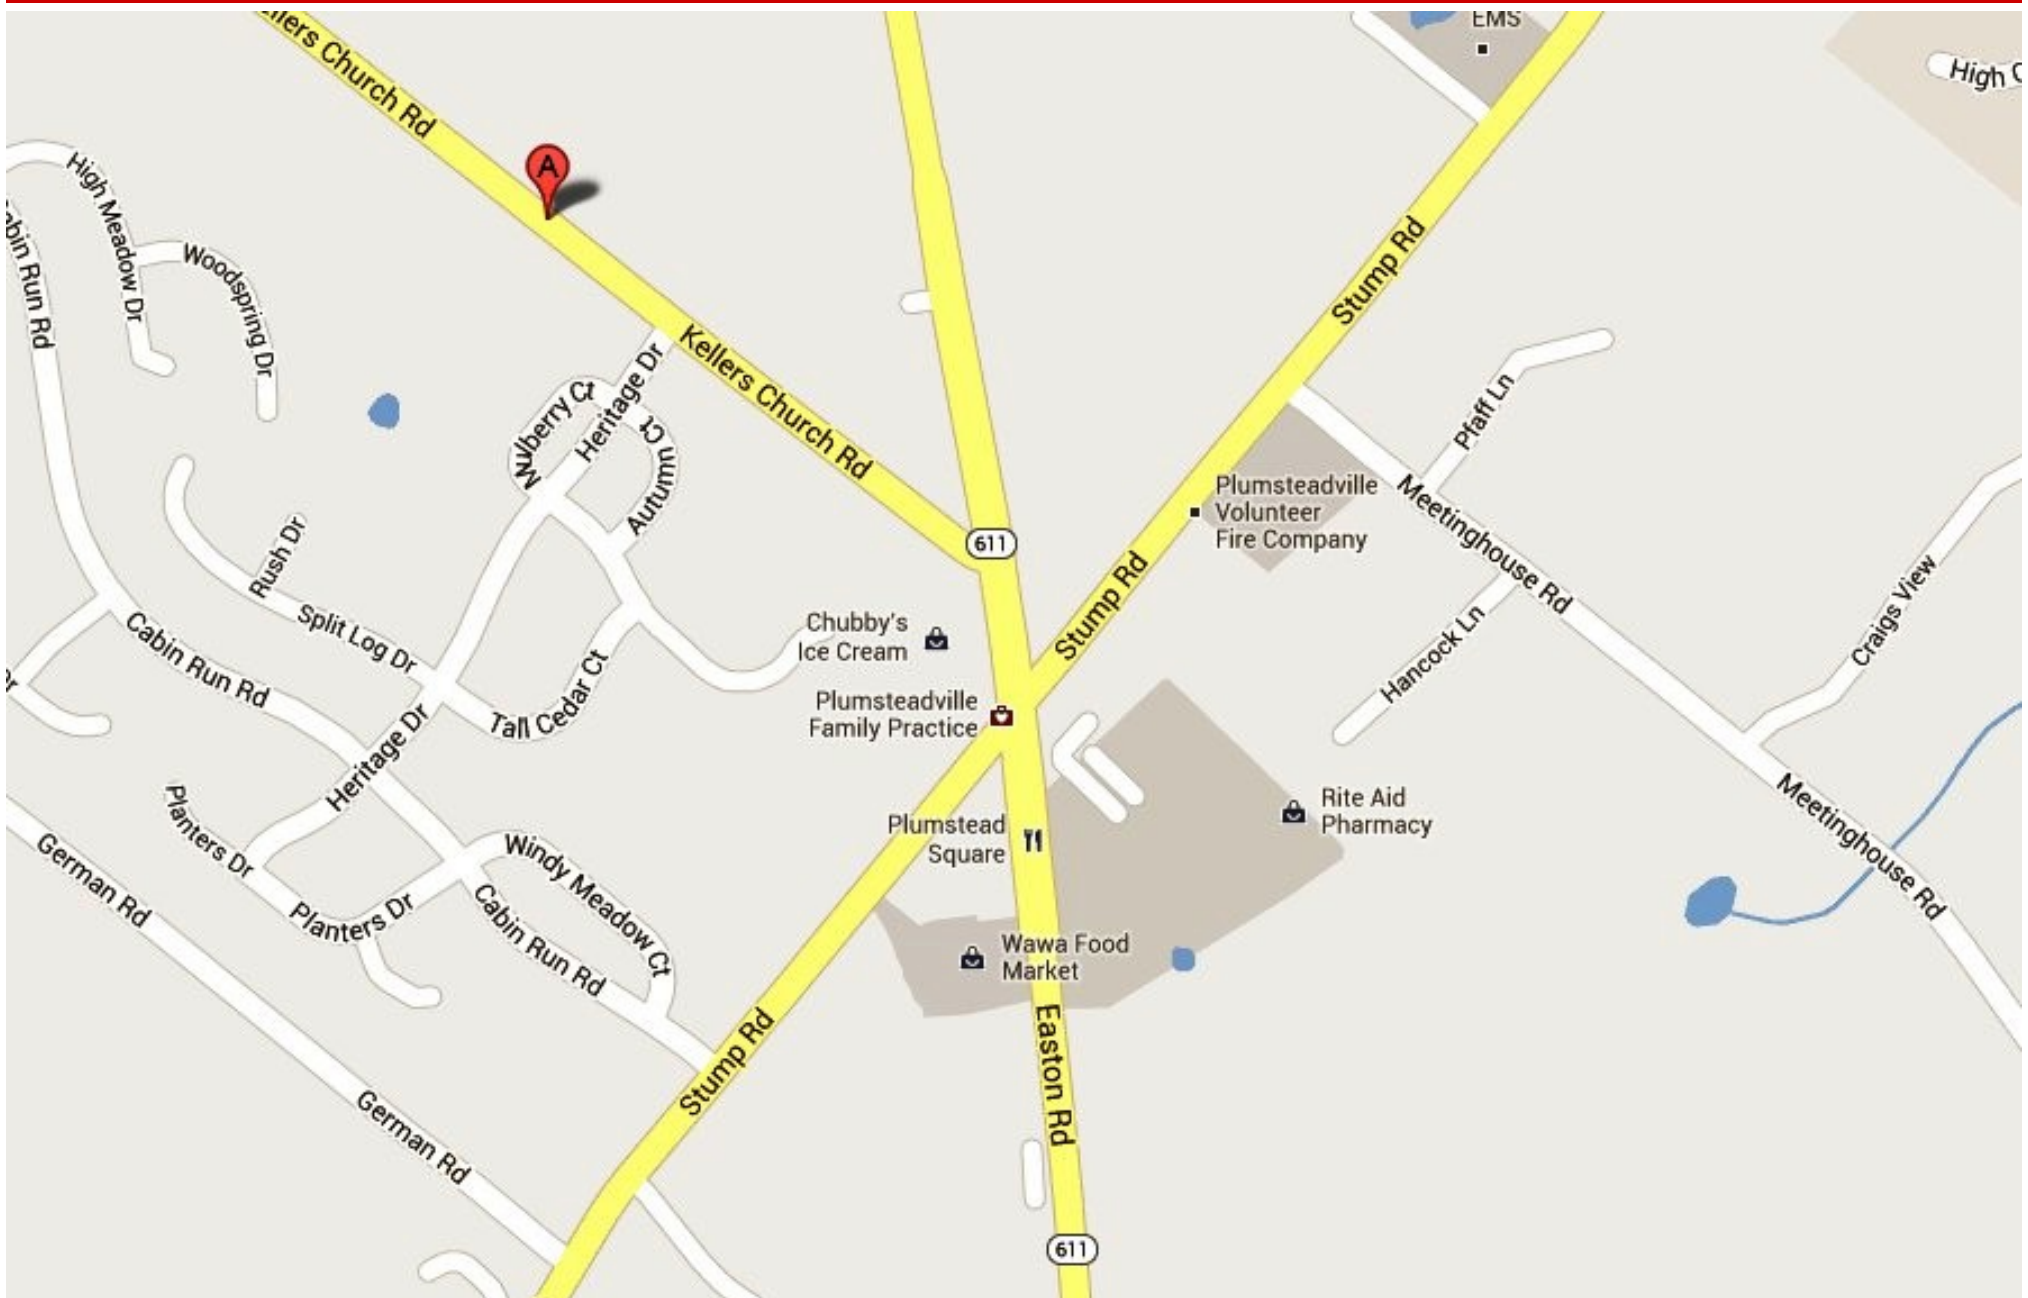 Kellers Church Rd
EMS
High
A
High Meadow Dr
Woodspring Dr
Cabin Run Rd
Stump Rd
Kellers Church Rd
Heritage Dr
Mulberry Ct
Autumn Ct
Pfaff Ln
Plumsteadville
Volunteer
Fire Company
Meetinghouse Rd
611
Rush Dr
Split Log Dr
Stump Rd
Chubby's
Ice Cream
Hancock Ln
Craigs View
Cabin Run Rd
Tall Cedar Ct
Plumsteadville
Family Practice
Heritage Dr
Rite Aid
Pharmacy
Meetinghouse Rd
Planters Dr
Plumstead
Square
German Rd
Windy Meadow Ct
Planters Dr
Cabin Run Rd
Wawa Food
Market
Stump Rd
Easton Rd
German Rd
611